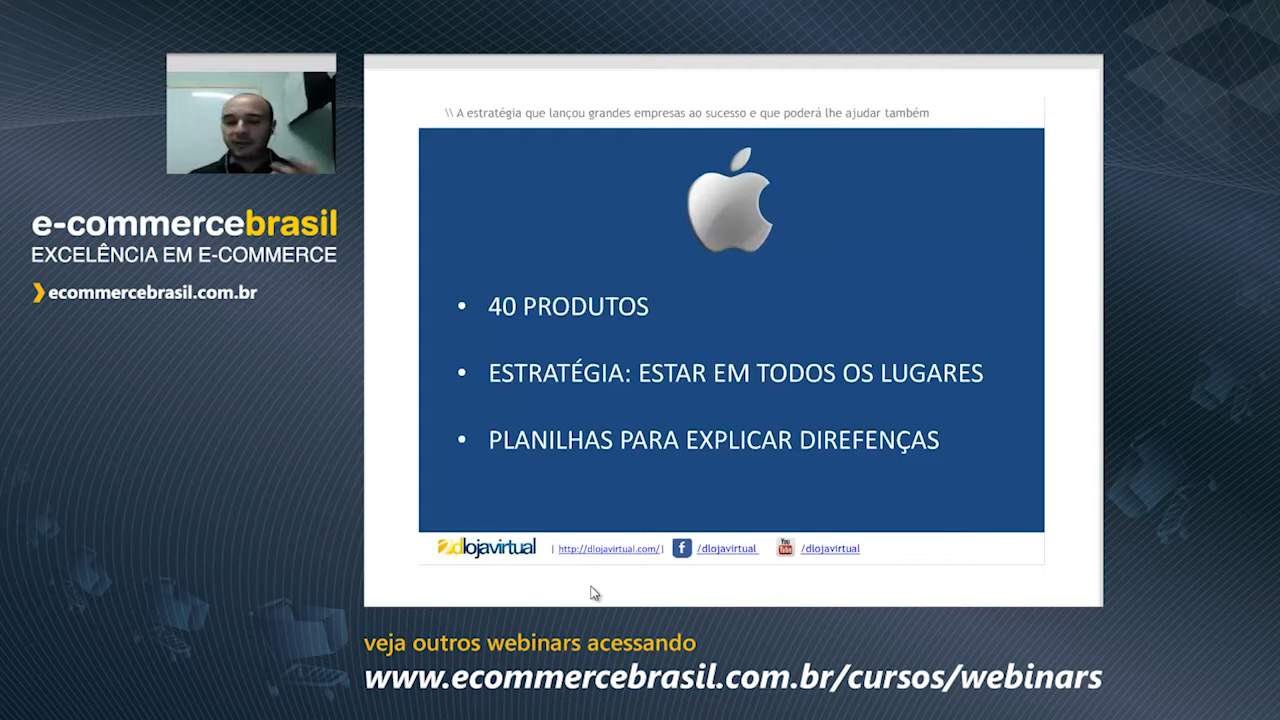 e-commercebrasil
EXCELÊNCIA EM E-COMMERCE
ecommercebrasil.com.br
\\ A estratégia que lançou grandes empresas ao sucesso e que poderá lhe ajudar também
• 40 PRODUTOS
• ESTRATÉGIA: ESTAR EM TODOS OS LUGARES
• PLANILHAS PARA EXPLICAR DIREFENÇAS
dlojavirtual | http://dlojavirtual.com/| f /dlojavirtual You Tube /dlojavirtual
veja outros webinars acessando
www.ecommercebrasil.com.br/cursos/webinars